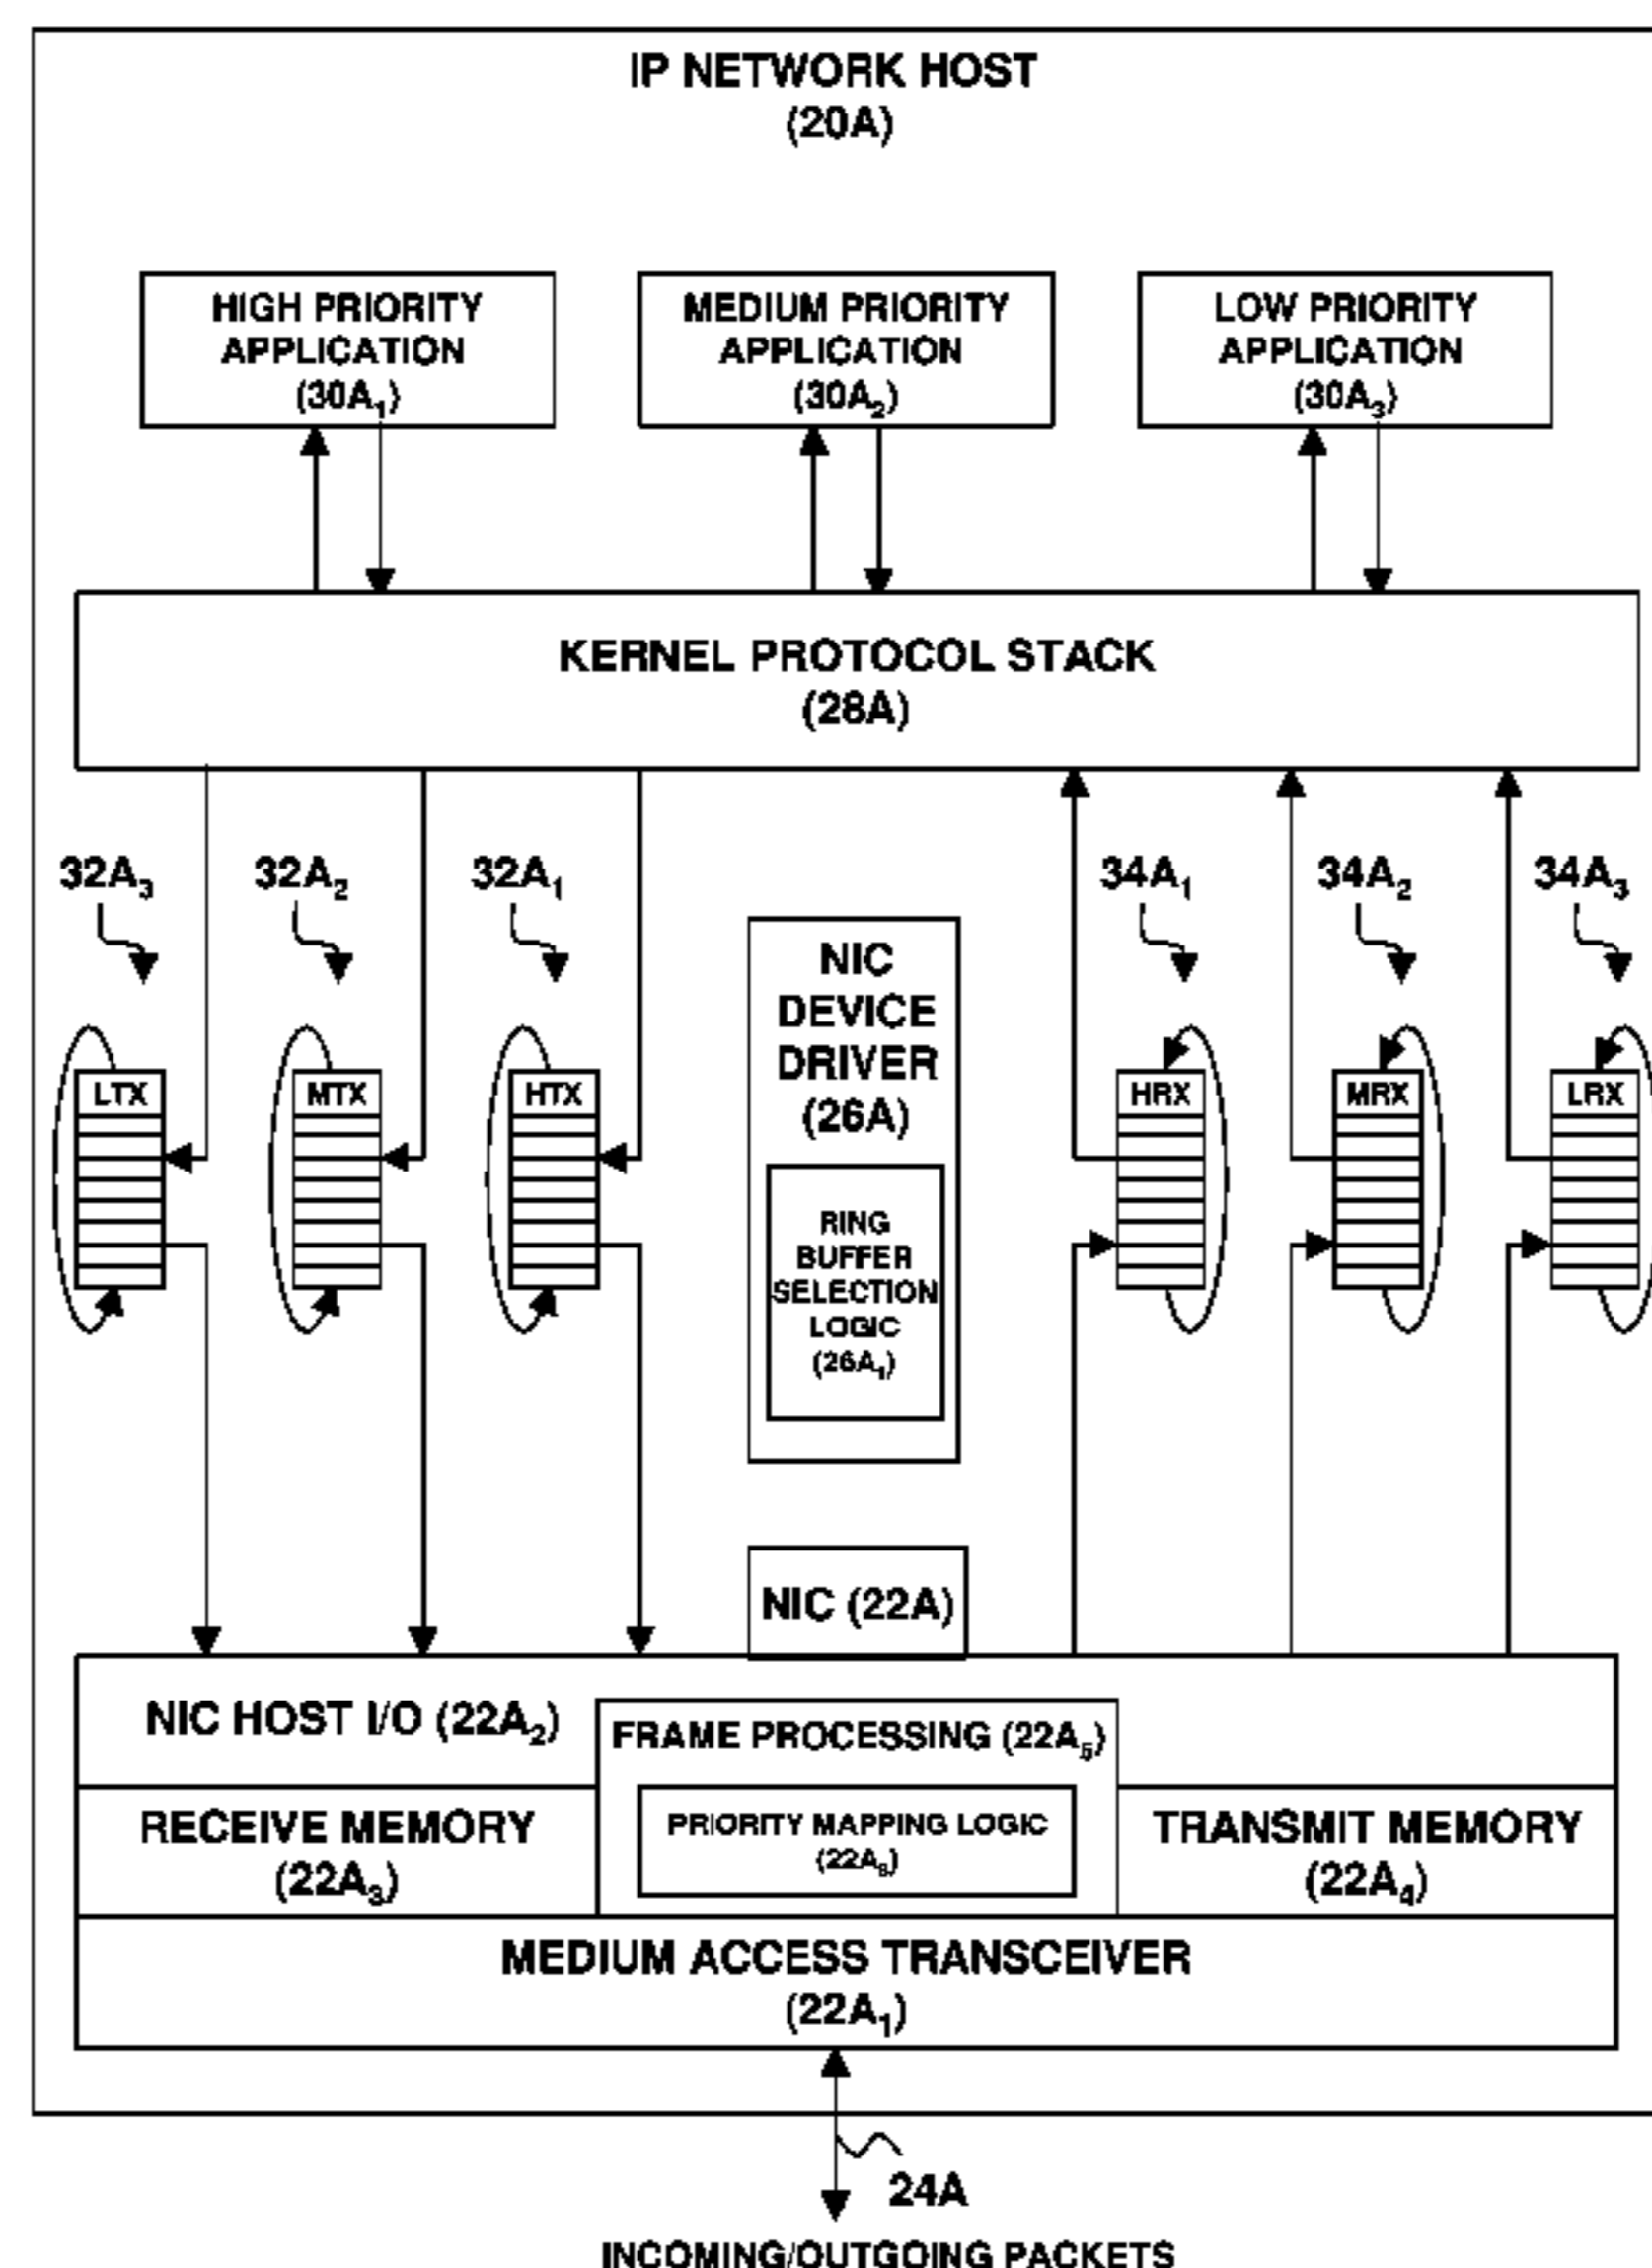 IP NETWORK HOST
(20A)
HIGH PRIORITY
APPLICATION
(30A₁)
MEDIUM PRIORITY
APPLICATION
(30A₂)
LOW PRIORITY
APPLICATION
(30A₃)
KERNEL PROTOCOL STACK
(28A)
32A₃
32A₂
32A₁
34A₁
34A₂
34A₃
NIC
DEVICE
DRIVER
(26A)
LTX
MTX
HTX
HRX
MRX
LRX
RING
BUFFER
SELECTION
LOGIC
(26A₁)
NIC (22A)
NIC HOST I/O (22A₂)
FRAME PROCESSING (22A₅)
RECEIVE MEMORY
(22A₃)
PRIORITY MAPPING LOGIC
(22A₆)
TRANSMIT MEMORY
(22A₄)
MEDIUM ACCESS TRANSCEIVER
(22A₁)
24A
INCOMING/OUTGOING PACKETS